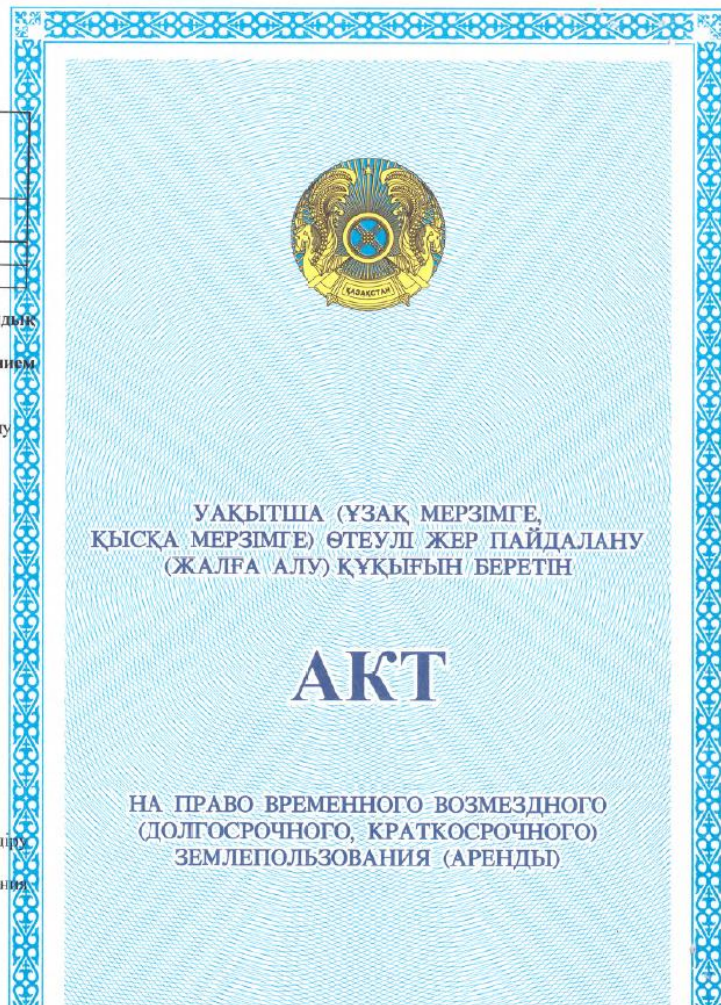 ҚАЗАҚСТАН
УАҚЫТША (ҰЗАҚ МЕРЗІМГЕ,
ҚЫСҚА МЕРЗІМГЕ) ӨТЕУЛІ ЖЕР ПАЙДАЛАНУ
(ЖАЛҒА АЛУ) ҚҰҚЫҒЫН БЕРЕТІН
АКТ
НА ПРАВО ВРЕМЕННОГО ВОЗМЕЗДНОГО
(ДОЛГОСРОЧНОГО, КРАТКОСРОЧНОГО)
ЗЕМЛЕПОЛЬЗОВАНИЯ (АРЕНДЫ)